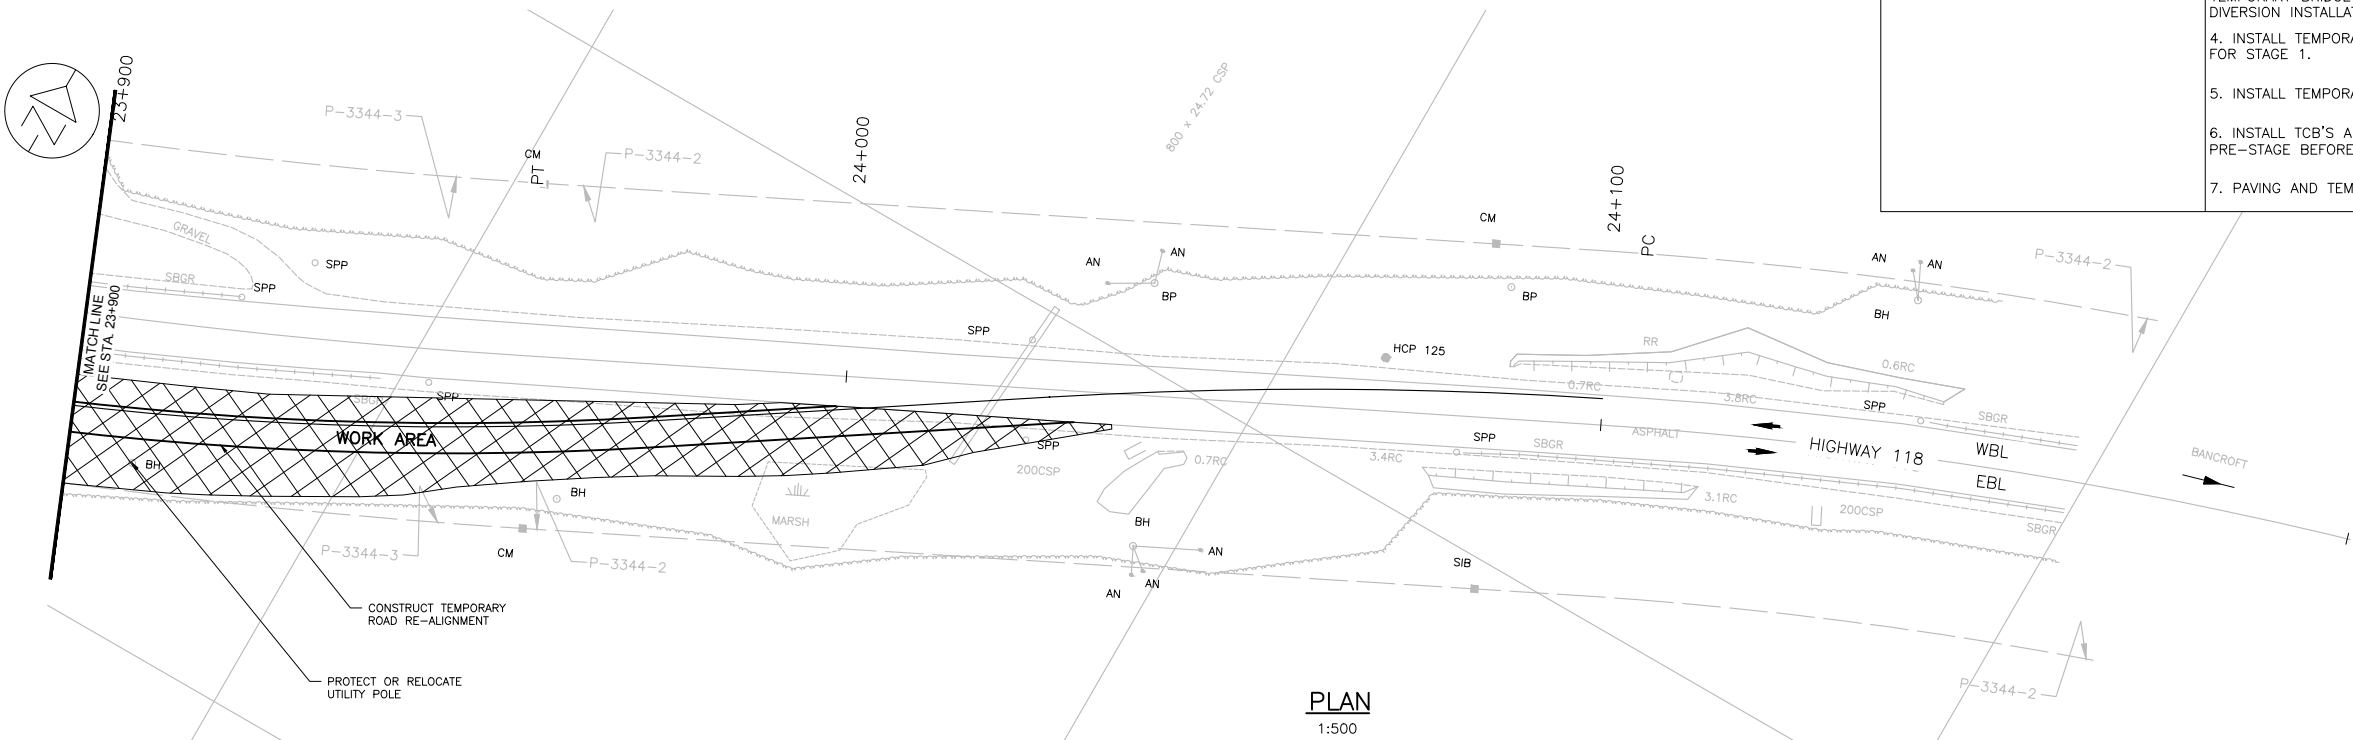 DIVERSION INSTALLAT
4. INSTALL TEMPORA
FOR STAGE 1.
5. INSTALL TEMPORA
6. INSTALL TCB'S A
PRE-STAGE BEFORE
7. PAVING AND TEM
23+900
P-3344-3
CM
PT
P-3344-2
24+000
800 x 24.72 CSP
24+100
PC
CM
GRAVEL
SPP
SBGR
SPP
AN
AN
BP
BP
AN
AN
BH
P-3344-2
MATCH LINE
SEE STA. 23+900
SPP
HCP 125
RR
0.6RC
0.7RC
3.8RC
SPP
SBGR
SBGR
SPP
WORK AREA
BH
SPP
200CSP
0.7RC
SPP
SBGR
ASPHALT
3.4RC
HIGHWAY 118
WBL
EBL
BANCROFT
3.1RC
200CSP
SBGR
BH
MARSH
BH
AN
AN
AN
SIB
P-3344-3
CM
P-3344-2
P-3344-2
CONSTRUCT TEMPORARY
ROAD RE-ALIGNMENT
PROTECT OR RELOCATE
UTILITY POLE
PLAN
1:500